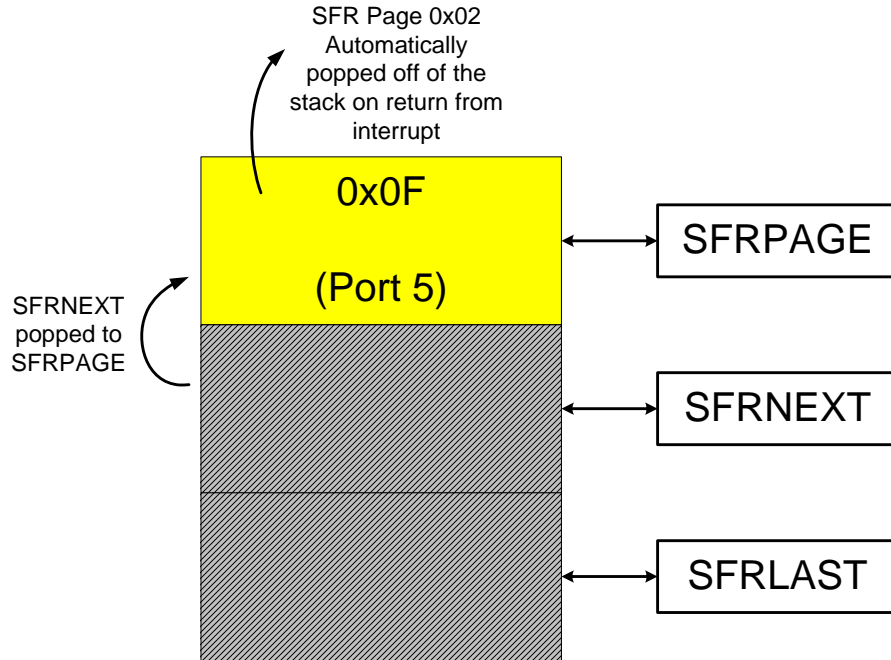 SFR Page 0x02
Automatically
popped off of the
stack on return from
interrupt
0x0F
(Port 5)
SFRPAGE
SFRNEXT
popped to
SFRPAGE
SFRNEXT
SFRLAST